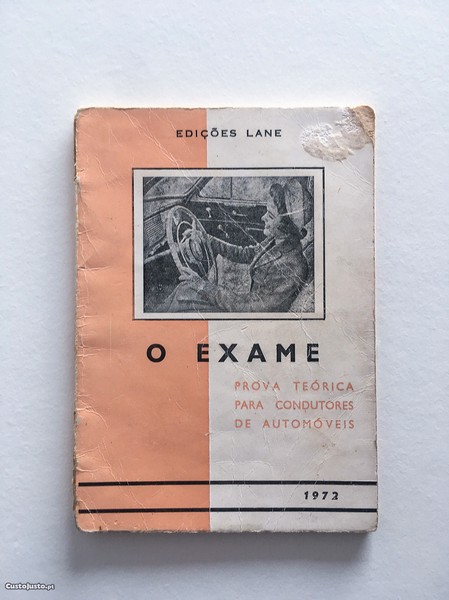 EDIÇÕES LANE
O EXAME
PROVA TEÓRICA
PARA CONDUTORES
DE AUTOMÓVEIS
1972
CustoJusto.pt